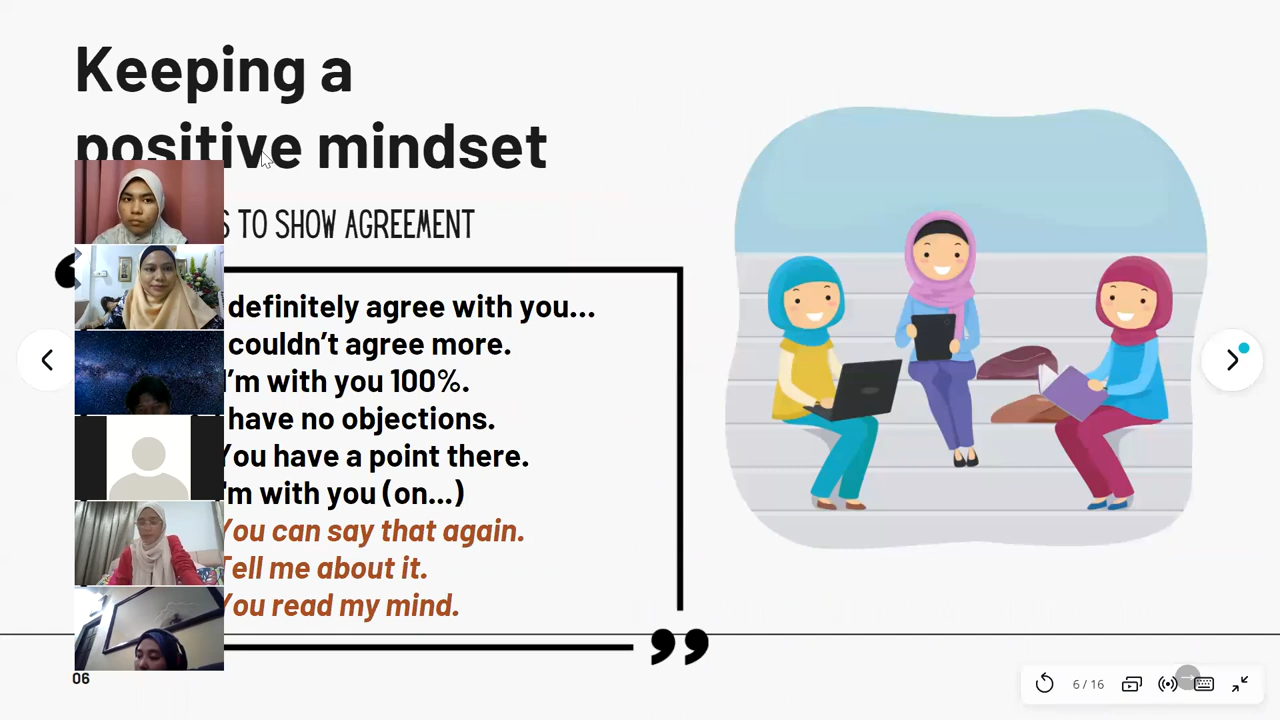 Keeping a
positive mindset
TO SHOW AGREEMENT
definitely agree with you...
couldn't agree more.
I'm with you 100%.
have no objections.
You have a point there.
I'm with you (on...)
You can say that again.
Tell me about it.
You read my mind.
”
06
6 / 16